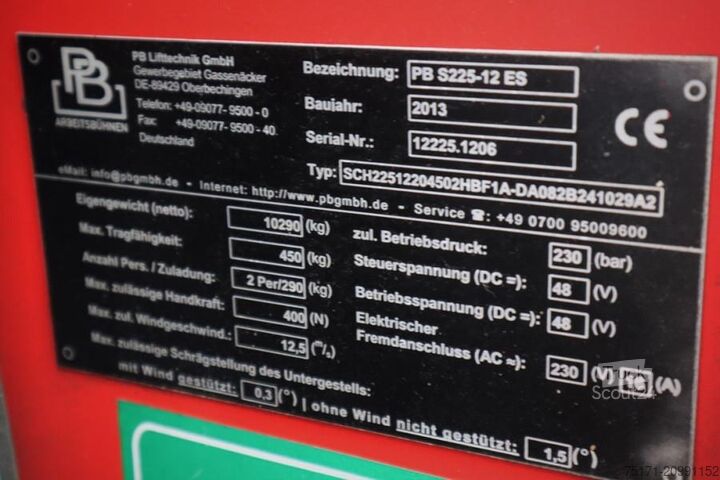 PB
ARBEITSBÜHNEN
PB Lifttechnik GmbH
Gewerbegebiet Gassenäcker
DE-89429 Oberbechingen
Telefon: +49-09077- 9500 - 0
Fax: +49-09077- 9500 - 40
Deutschland
Bezeichnung: PB S225-12 ES
Baujahr: 2013
Serial-Nr.: 12225.1206
CE
Typ: SCH22512204502HBF1A-DA082B241029A2
eMail: info@pbgmbh.de - Internet: http://www.pbgmbh.de - Service ☎: +49 0700 95009600
Eigengewicht (netto): 10290 (kg)
Max. Tragfähigkeit: 450 (kg)
Anzahl Pers. / Zuladung: 2 Per/290 (kg)
Max. zulässige Handkraft: 400 (N)
Max. zul. Windgeschwind.: 12,5 (m/s)
zul. Betriebsdruck: 230 (bar)
Steuerspannung (DC =): 48 (V)
Betriebsspannung (DC =): 48 (V)
Elektrischer
Fremdanschluss (AC ≈): 230 (V) 16 (A)
Max. zulässige Schrägstellung des Untergestells:
mit Wind gestützt: 0,3 (°) | ohne Wind nicht gestützt: 1,5 (°)
Truck
Scout24
75171-20991152